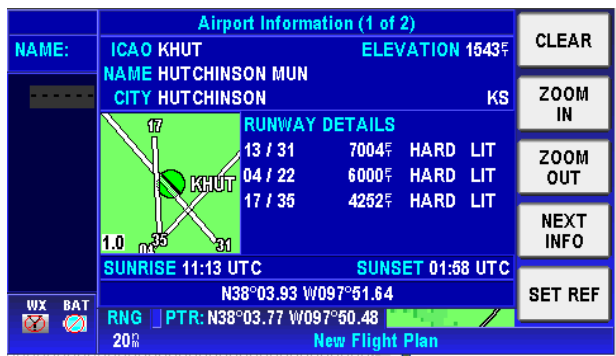 Airport Information (1 of 2)
NAME:
ICAO KHUT ELEVATION 1543FT
NAME HUTCHINSON MUN
CITY HUTCHINSON KS
RUNWAY DETAILS
13 / 31 7004FT HARD LIT
04 / 22 6000FT HARD LIT
17 / 35 4252FT HARD LIT
17
KHUT
1.0
04
35
31
SUNRISE 11:13 UTC SUNSET 01:58 UTC
N38°03.93 W097°51.64
WX BAT
RNG PTR: N38°03.77 W097°50.48
20NM New Flight Plan
CLEAR
ZOOM
IN
ZOOM
OUT
NEXT
INFO
SET REF